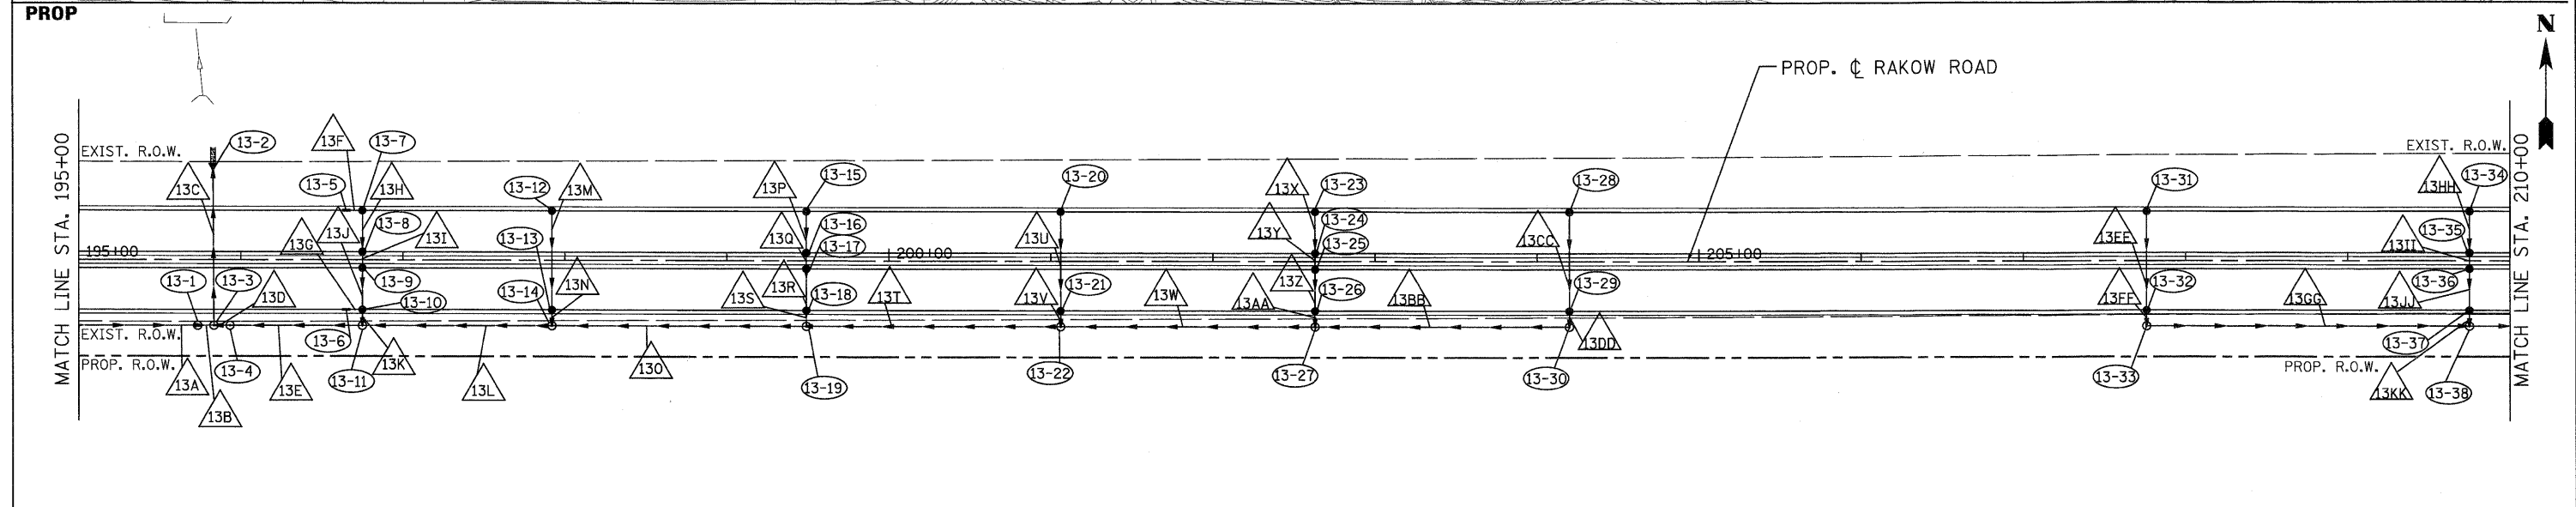 PROP
N
PROP. ℄ RAKOW ROAD
MATCH LINE STA. 195+00
MATCH LINE STA. 210+00
EXIST. R.O.W.
EXIST. R.O.W.
13-2
13F
13-7
13C
13-5
13H
13-12
13M
13P
13-15
13-20
13X
13-23
13-28
13-31
13HH
13-34
13G
13J
13-8
13I
13-13
13Q
13-16
13-17
13U
13Y
13-24
13-25
13CC
13EE
13II
13-35
195+00
200+00
205+00
13-1
13-3
13D
13-9
13-10
13-14
13N
13S
13R
13-18
13T
13V
13-21
13W
13AA
13Z
13-26
13BB
13-29
13FF
13-32
13GG
13JJ
13-36
EXIST. R.O.W.
13-6
13DD
13-37
PROP. R.O.W.
PROP. R.O.W.
13A
13B
13-4
13E
13-11
13K
13L
13O
13-19
13-22
13-27
13-30
13-33
13KK
13-38